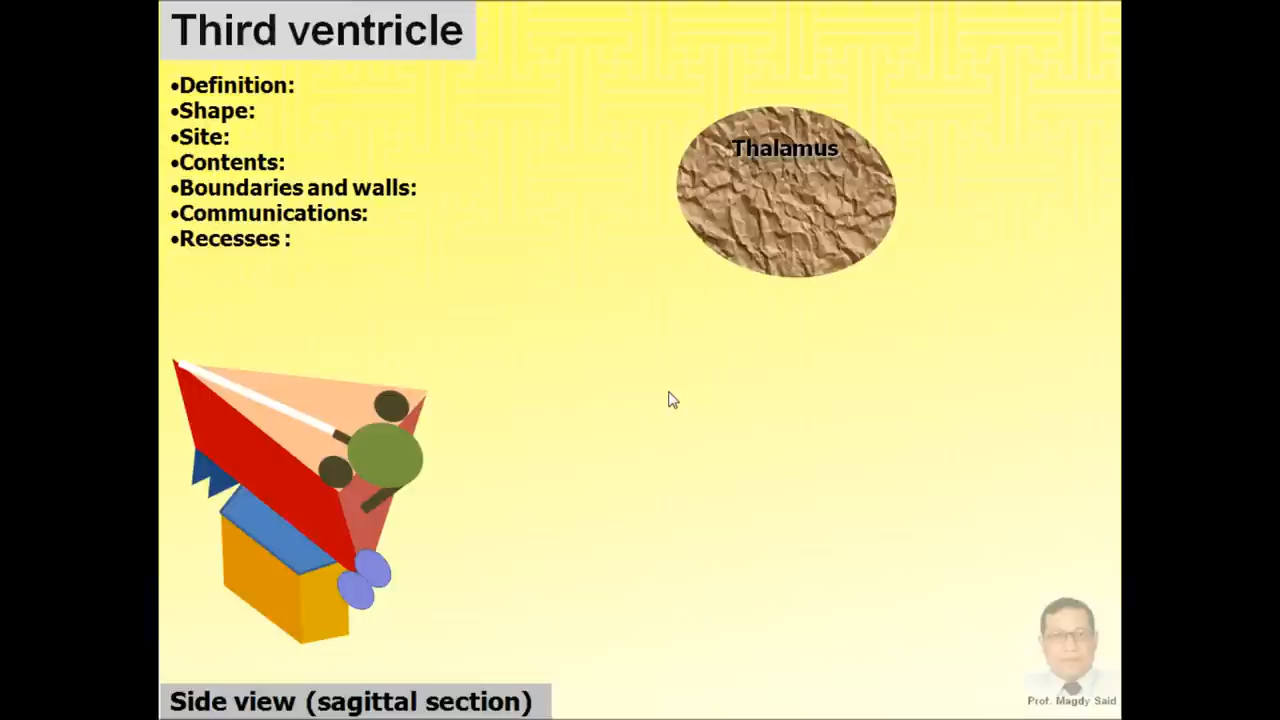 Third ventricle
•Definition:
•Shape:
•Site:
•Contents:
•Boundaries and walls:
•Communications:
•Recesses :
Thalamus
Side view (sagittal section)
Prof. Magdy Said